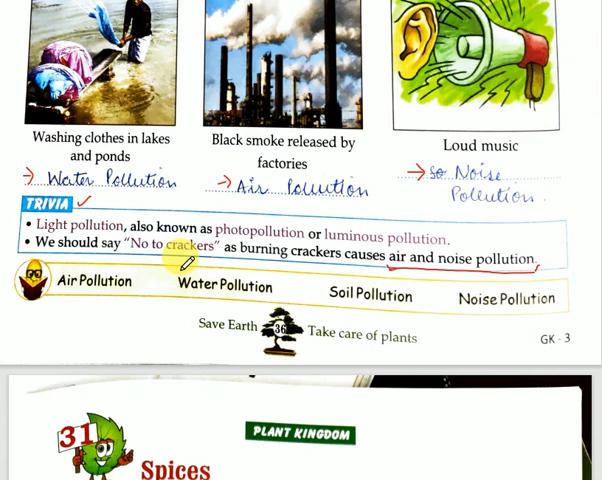 Washing clothes in lakes
and ponds
Black smoke released by
factories
Loud music
→ Water Pollution
→ Air Pollution
→ So Noise
Pollution.
TRIVIA ✓
• Light pollution, also known as photopollution or luminous pollution.
• We should say "No to crackers" as burning crackers causes air and noise pollution.
Air Pollution Water Pollution Soil Pollution Noise Pollution
Save Earth 36 Take care of plants
GK - 3
31
PLANT KINGDOM
Spices